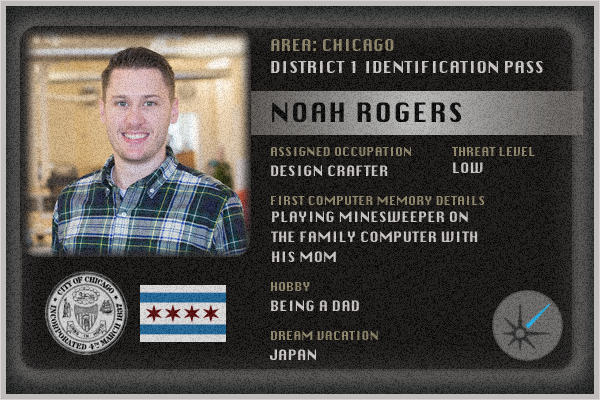 AREA: CHICAGO
DISTRICT 1 IDENTIFICATION PASS
NOAH ROGERS
ASSIGNED OCCUPATION
DESIGN CRAFTER
THREAT LEVEL
LOW
FIRST COMPUTER MEMORY DETAILS
PLAYING MINESWEEPER ON
THE FAMILY COMPUTER WITH
HIS MOM
HOBBY
BEING A DAD
DREAM VACATION
JAPAN
CITY OF CHICAGO
INCORPORATED 4TH MARCH 1837